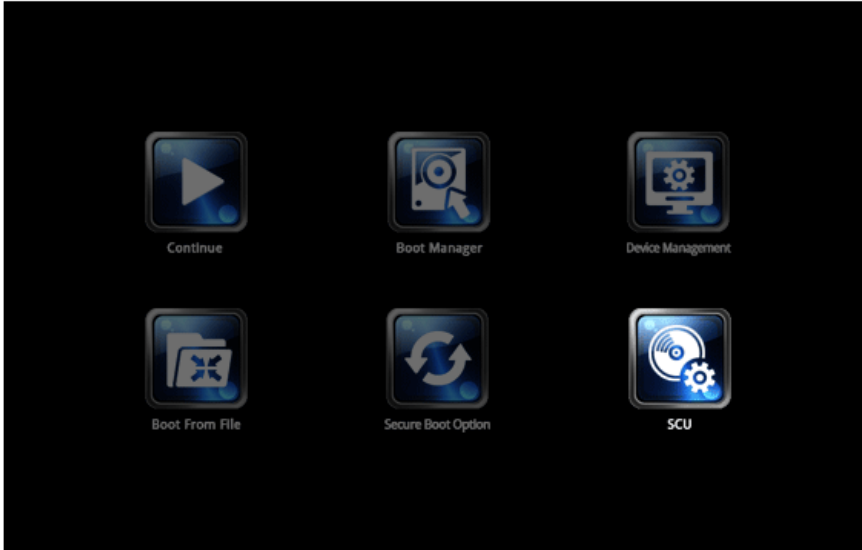 Continue
Boot Manager
Device Management
Boot From File
Secure Boot Option
SCU